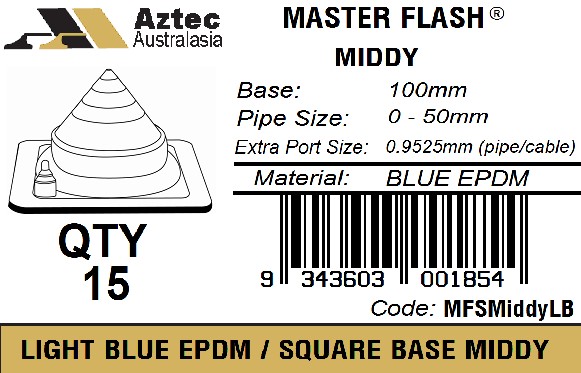 Aztec
Australasia
MASTER FLASH®
MIDDY
Base: 100mm
Pipe Size: 0 - 50mm
Extra Port Size: 0.9525mm (pipe/cable)
Material: BLUE EPDM
QTY
15
9 343603 001854
Code: MFSMiddyLB
LIGHT BLUE EPDM / SQUARE BASE MIDDY